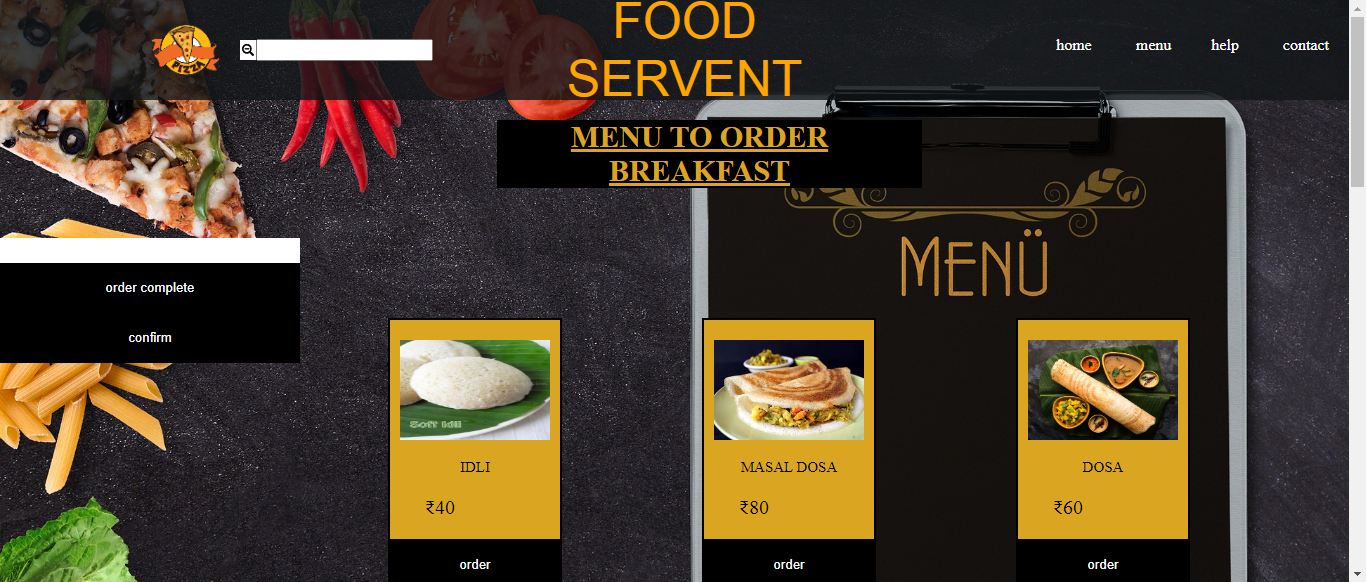 FOOD
SERVENT
home menu help contact
PIZZA
MENU TO ORDER
BREAKFAST
MENÜ
order complete
confirm
Soft Idli
IDLI
₹40
order
MASAL DOSA
₹80
order
DOSA
₹60
order